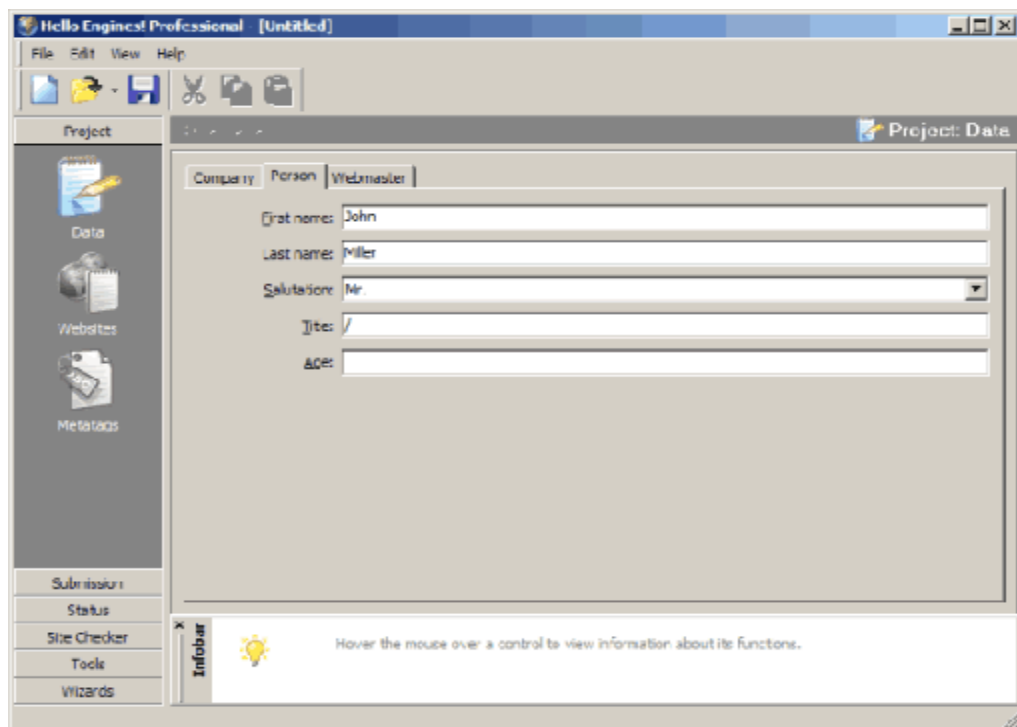 Hello Engines! Professional - [Untitled]
File Edit View Help
Project
Project: Data
Company Person Webmaster
First name: John
Last name: Miller
Salutation: Mr.
Title: /
Age:
Data
Websites
Metatags
Submission
Status
Site Checker
Tools
Wizards
Infobar
Hover the mouse over a control to view information about its functions.